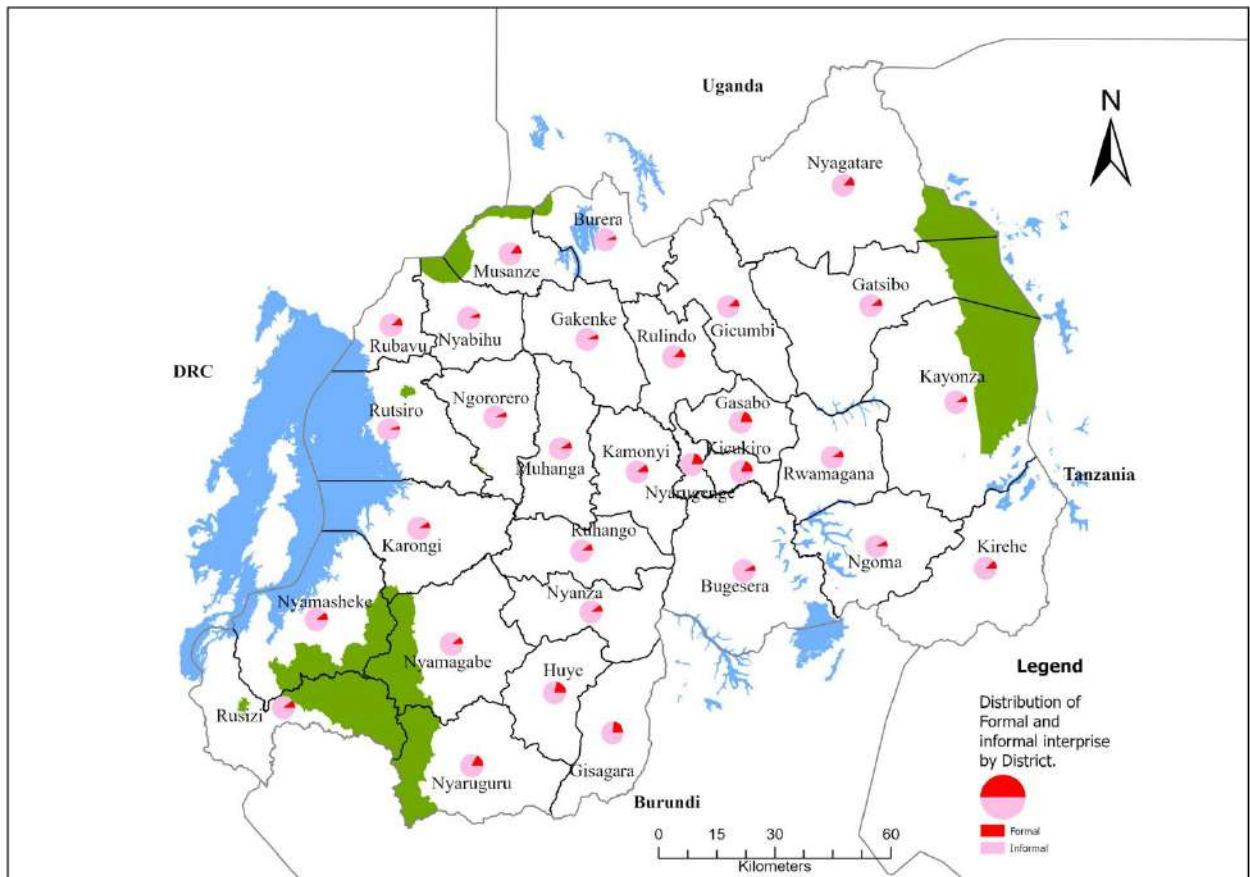 Uganda
N
Nyagatare
Burera
Musanze
Gatsibo
Gicumbi
Rulindo
Gakenke
Nyabihu
Rubavu
DRC
Kayonza
Gasabo
Ngororero
Rutsiro
Kicukiro
Kamonyi
Muhanga
Nyarugenge
Rwamagana
Tanzania
Ruhango
Karongi
Kirehe
Ngoma
Bugesera
Nyanza
Nyamasheke
Nyamagabe
Huye
Rusizi
Gisagara
Nyaruguru
Burundi
Legend
Distribution of
Formal and
informal interprise
by District.
Formal
Informal
0 15 30 60
Kilometers